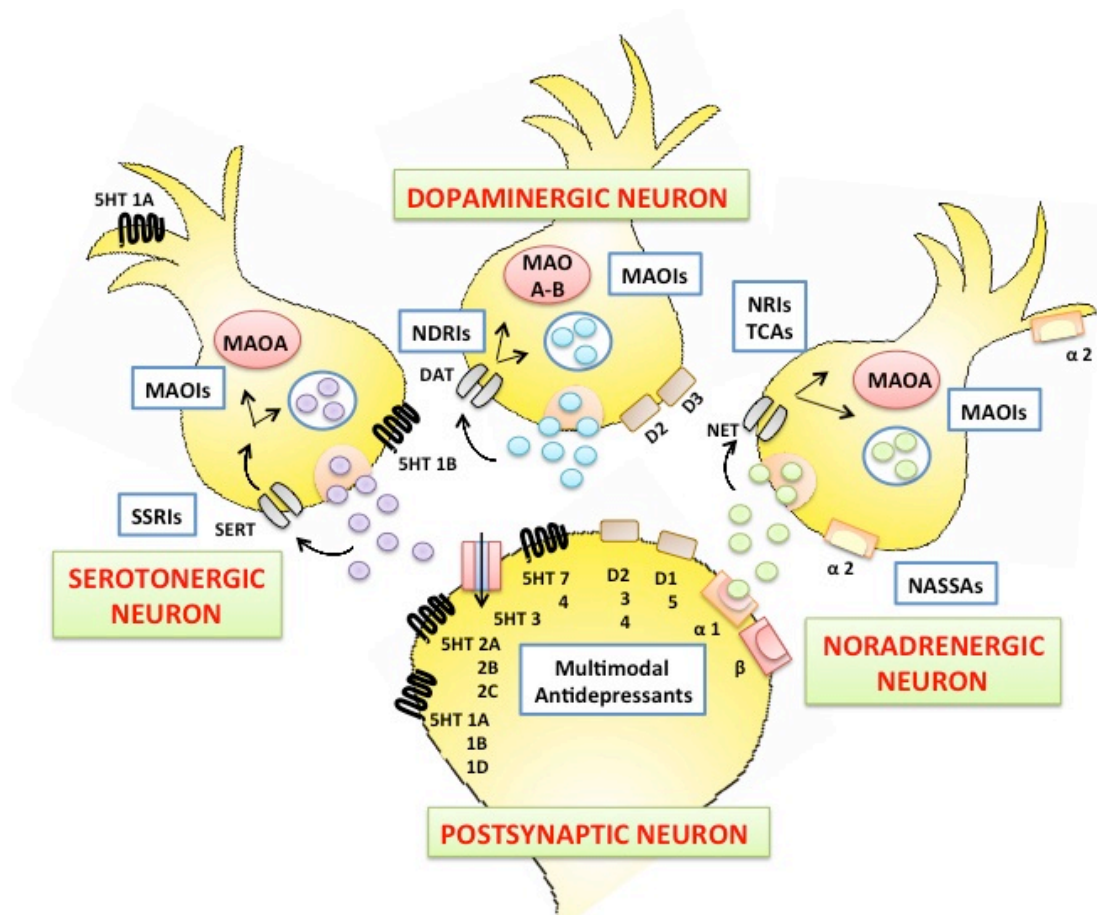 DOPAMINERGIC NEURON
5HT 1A
MAO
A-B
MAOIs
NRIs
TCAs
α 2
NDRIs
MAOA
DAT
MAOIs
MAOA
MAOIs
D3
D2
NET
5HT 1B
SSRIs
SERT
α 2
SEROTONERGIC
NEURON
5HT 7
4
D2
3
4
D1
5
NASSAs
5HT 3
α 1
5HT 2A
2B
2C
β
Multimodal
Antidepressants
NORADRENERGIC
NEURON
5HT 1A
1B
1D
POSTSYNAPTIC NEURON